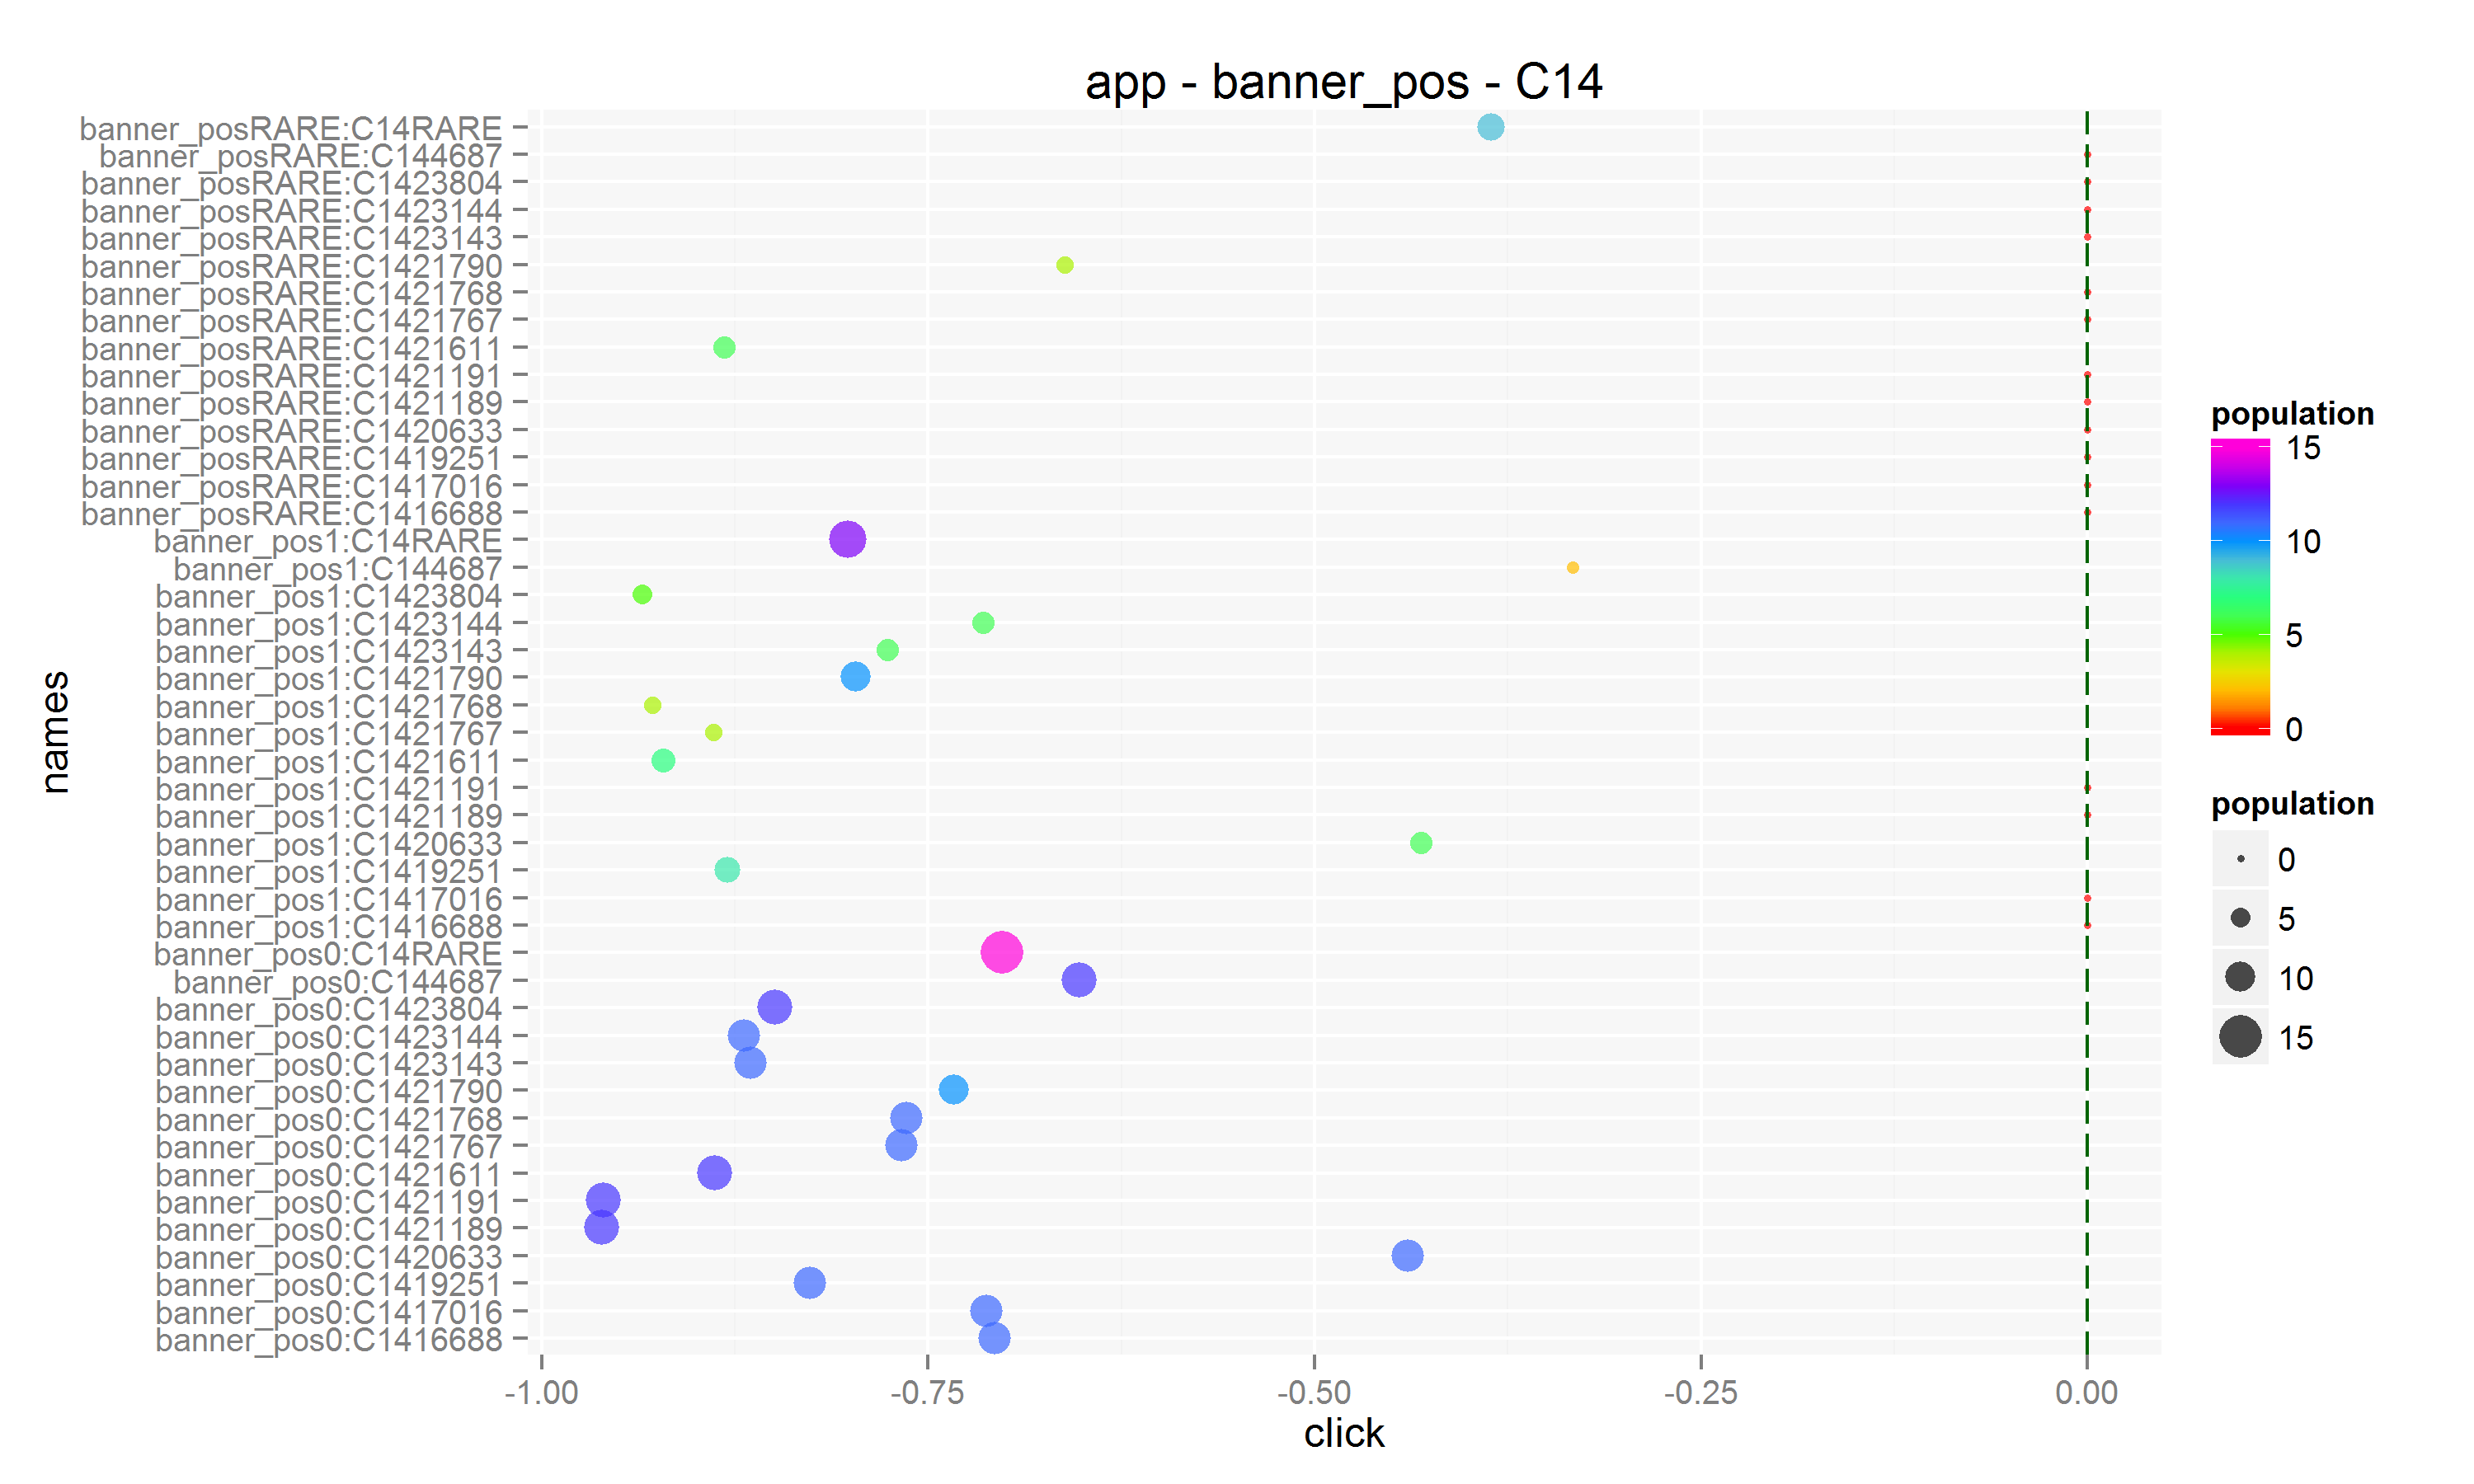 app - banner_pos - C14
names
banner_posRARE:C14RARE
banner_posRARE:C144687
banner_posRARE:C1423804
banner_posRARE:C1423144
banner_posRARE:C1423143
banner_posRARE:C1421790
banner_posRARE:C1421768
banner_posRARE:C1421767
banner_posRARE:C1421611
banner_posRARE:C1421191
banner_posRARE:C1421189
banner_posRARE:C1420633
banner_posRARE:C1419251
banner_posRARE:C1417016
banner_posRARE:C1416688
banner_pos1:C14RARE
banner_pos1:C144687
banner_pos1:C1423804
banner_pos1:C1423144
banner_pos1:C1423143
banner_pos1:C1421790
banner_pos1:C1421768
banner_pos1:C1421767
banner_pos1:C1421611
banner_pos1:C1421191
banner_pos1:C1421189
banner_pos1:C1420633
banner_pos1:C1419251
banner_pos1:C1417016
banner_pos1:C1416688
banner_pos0:C14RARE
banner_pos0:C144687
banner_pos0:C1423804
banner_pos0:C1423144
banner_pos0:C1423143
banner_pos0:C1421790
banner_pos0:C1421768
banner_pos0:C1421767
banner_pos0:C1421611
banner_pos0:C1421191
banner_pos0:C1421189
banner_pos0:C1420633
banner_pos0:C1419251
banner_pos0:C1417016
banner_pos0:C1416688
-1.00 -0.75 -0.50 -0.25 0.00
click
population
15
10
5
0
population
0
5
10
15